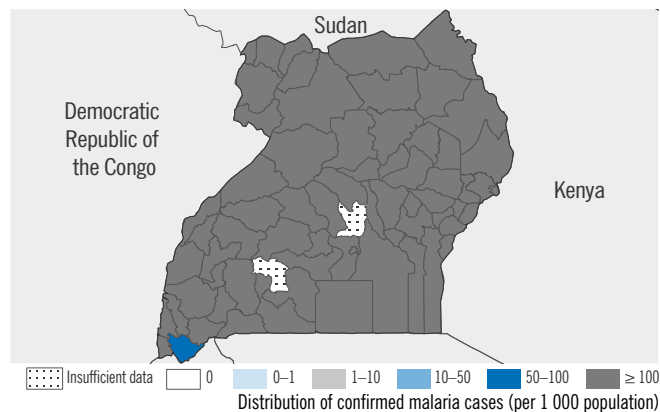 Sudan
Democratic
Republic of
the Congo
Kenya
Insufficient data 0 0–1 1–10 10–50 50–100 ≥ 100
Distribution of confirmed malaria cases (per 1 000 population)